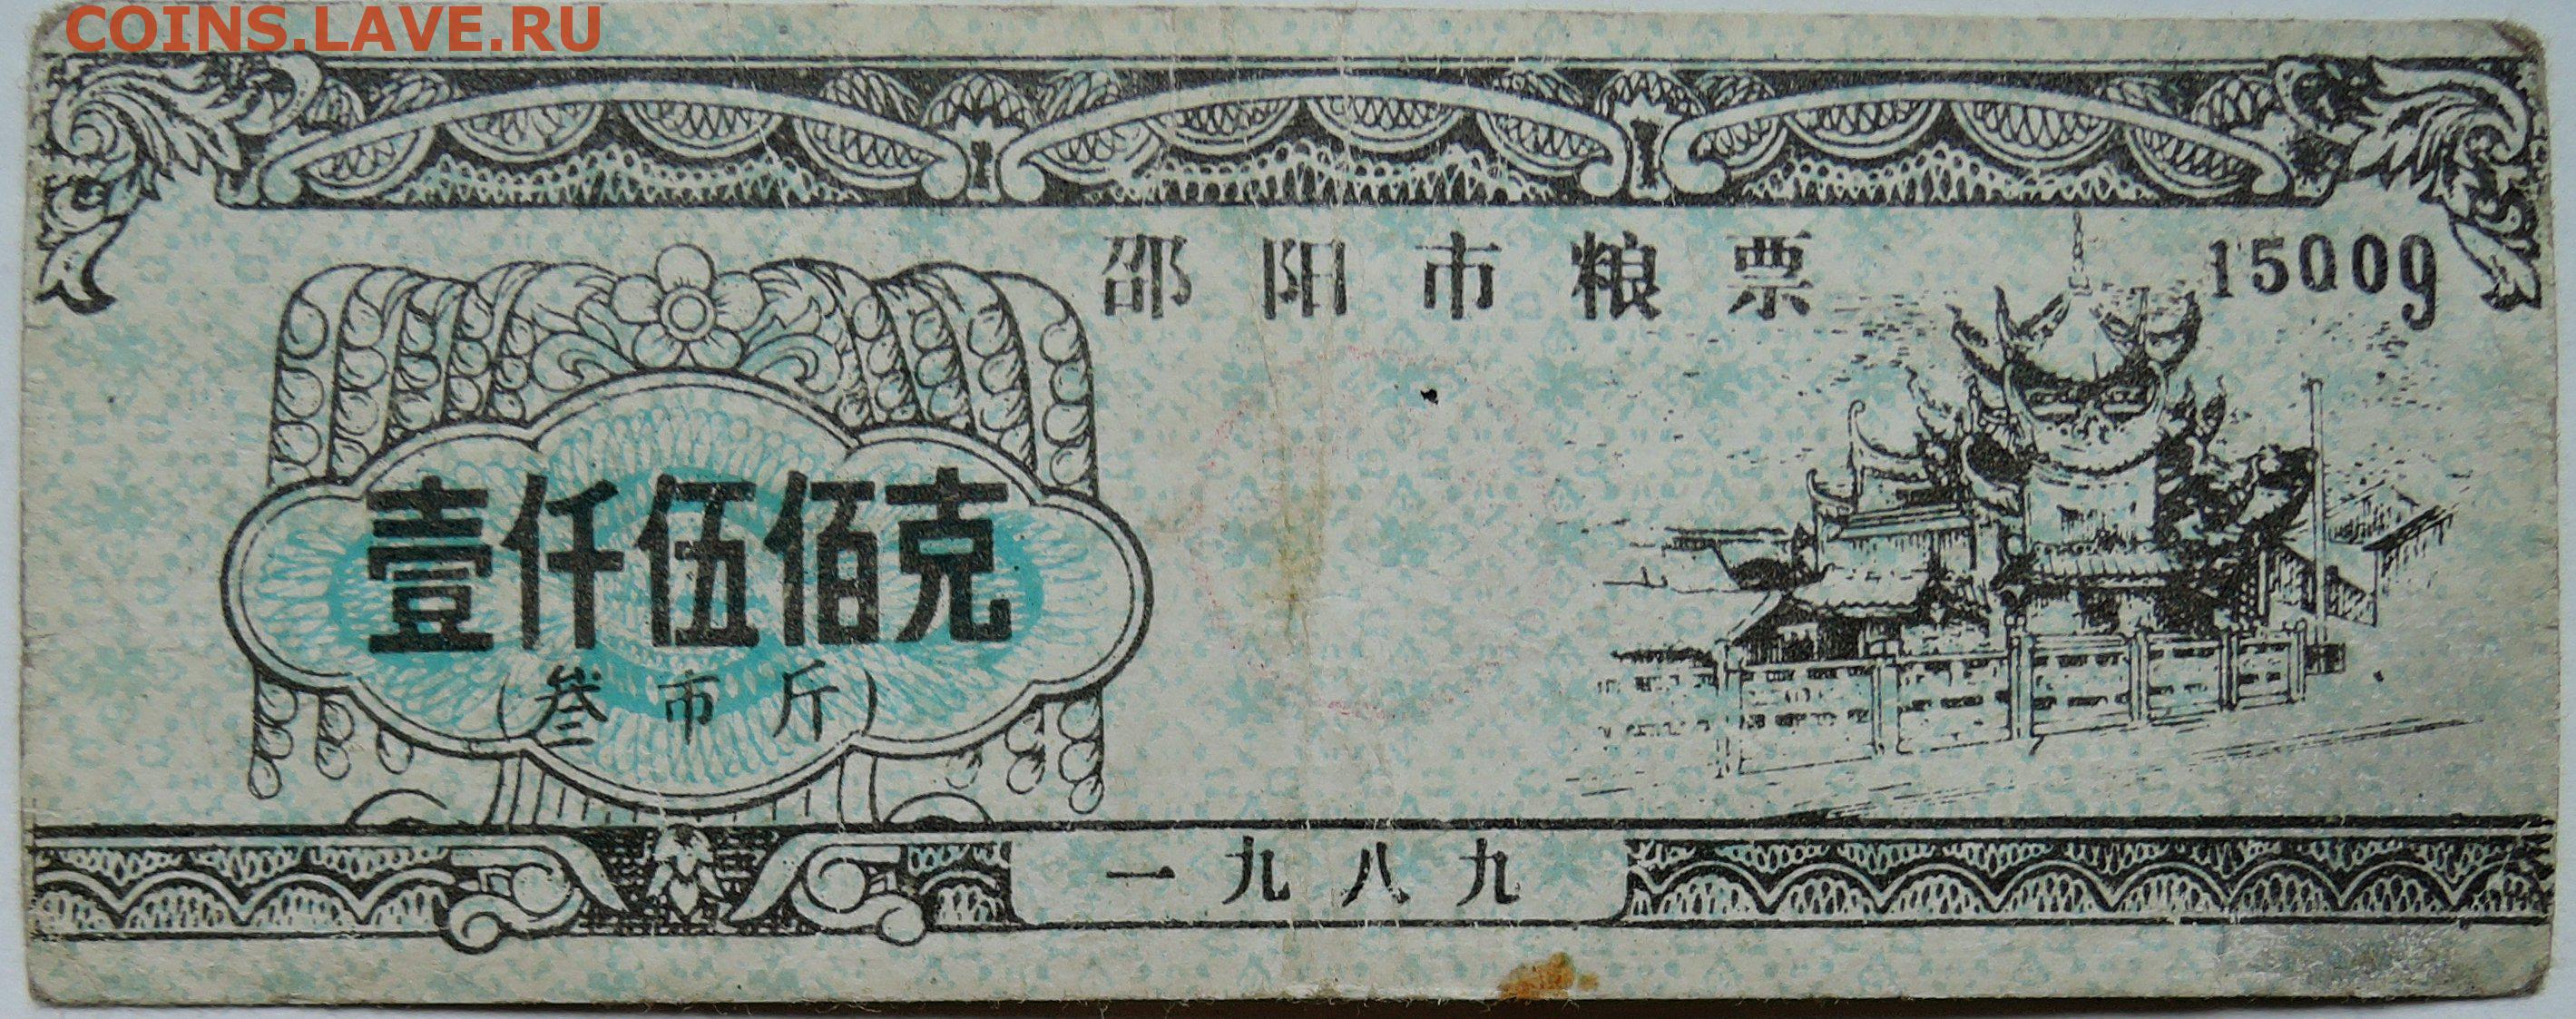 COINS.LAVE.RU
邵阳市粮票
1500g
壹仟伍佰克
(叁市斤)
一九八九